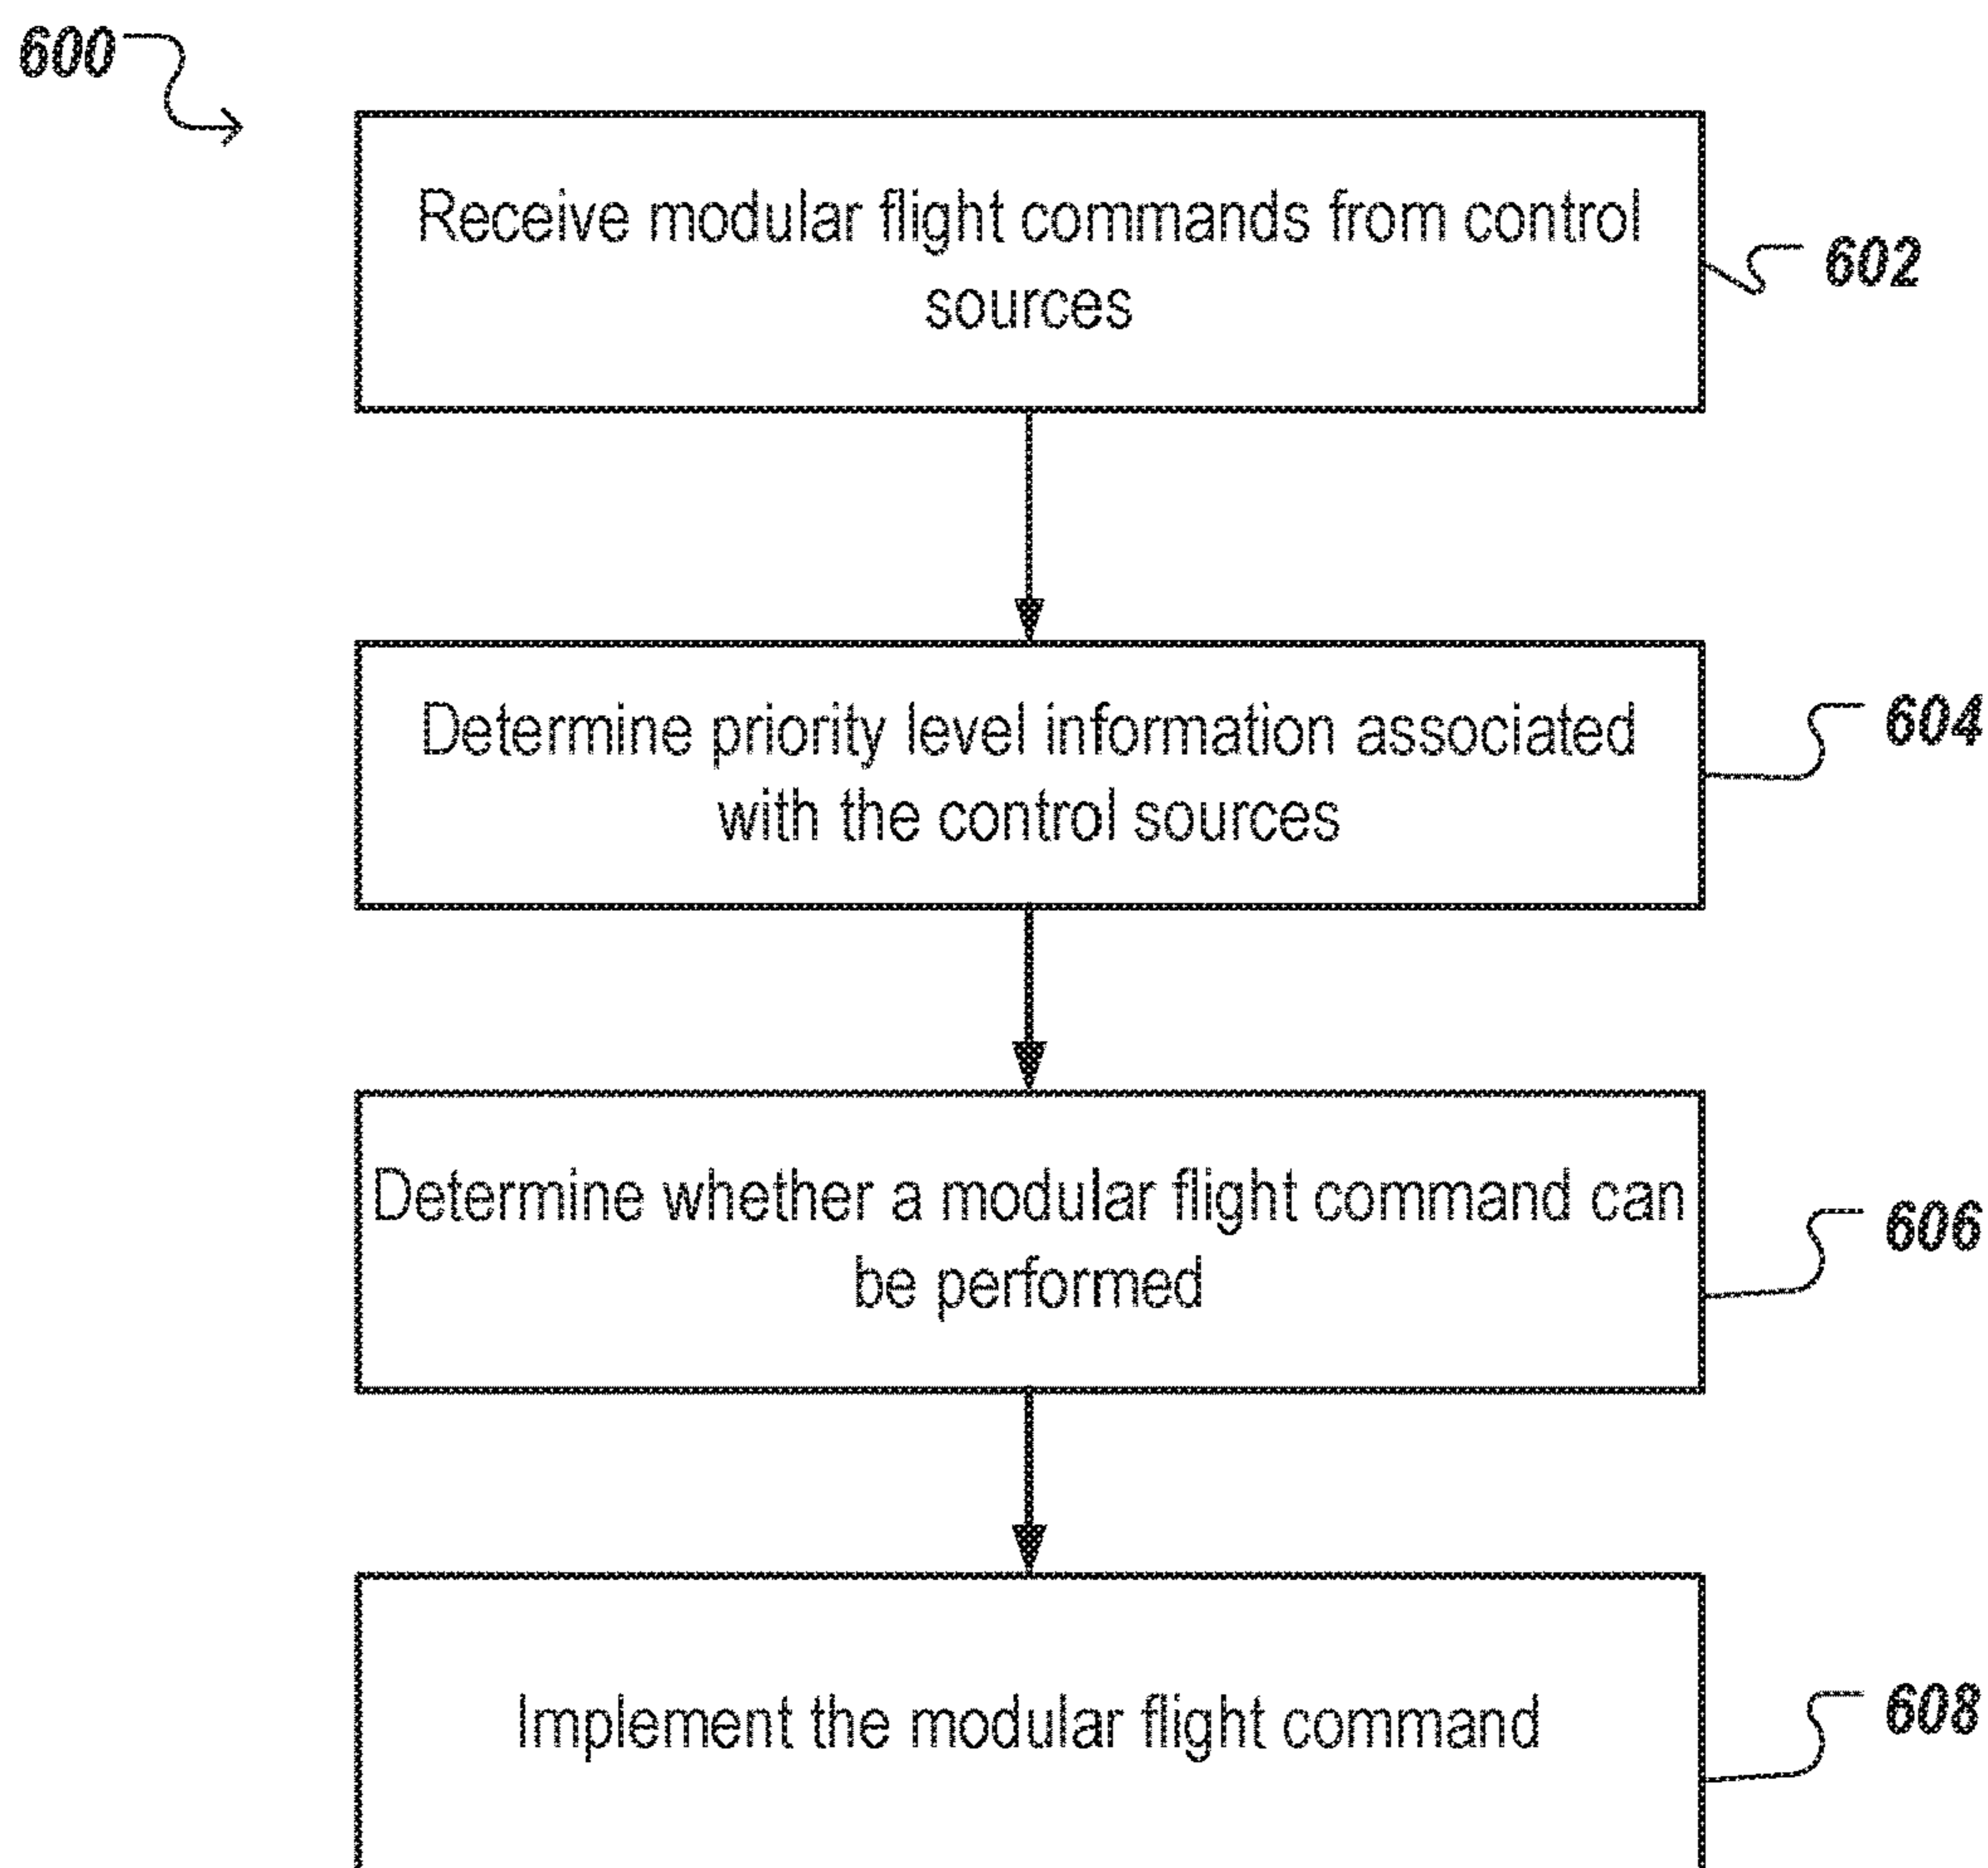 600
Receive modular flight commands from control
sources
602
Determine priority level information associated
with the control sources
604
Determine whether a modular flight command can
be performed
606
Implement the modular flight command
608